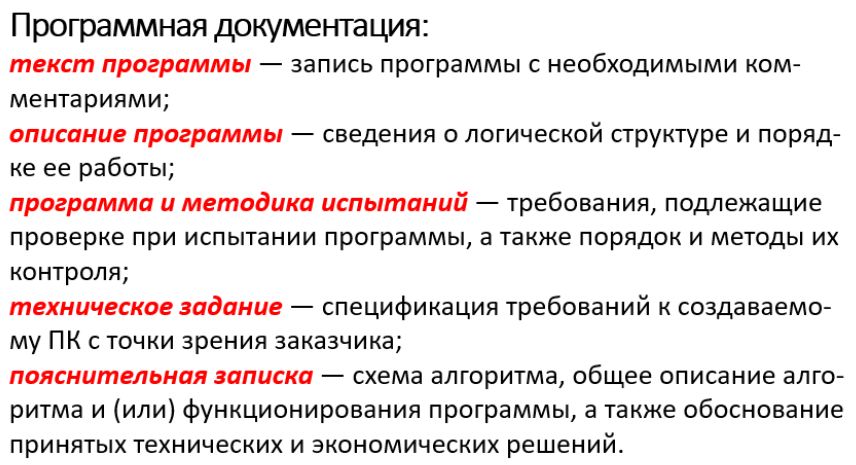 Программная документация:
текст программы — запись программы с необходимыми ком-
ментариями;
описание программы — сведения о логической структуре и поряд-
ке ее работы;
программа и методика испытаний — требования, подлежащие
проверке при испытании программы, а также порядок и методы их
контроля;
техническое задание — спецификация требований к создаваемо-
му ПК с точки зрения заказчика;
пояснительная записка — схема алгоритма, общее описание алго-
ритма и (или) функционирования программы, а также обоснование
принятых технических и экономических решений.